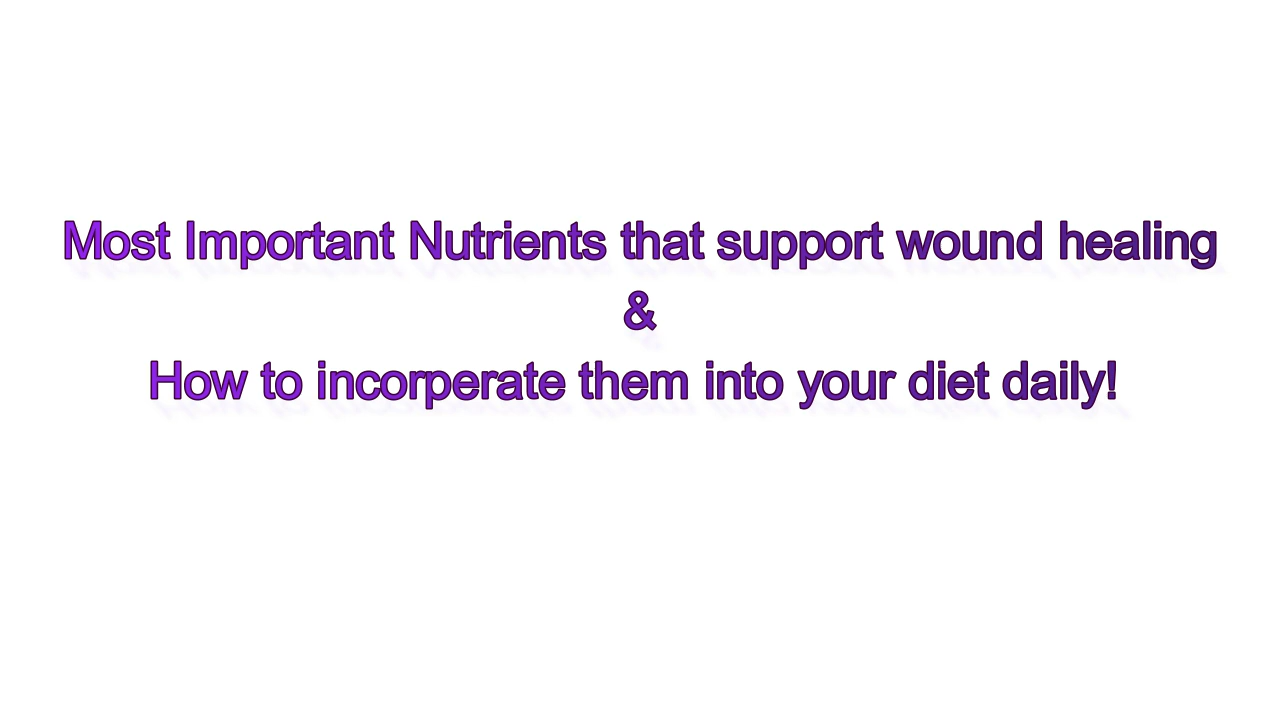 Most Important Nutrients that support wound healing
&
How to incorperate them into your diet daily!